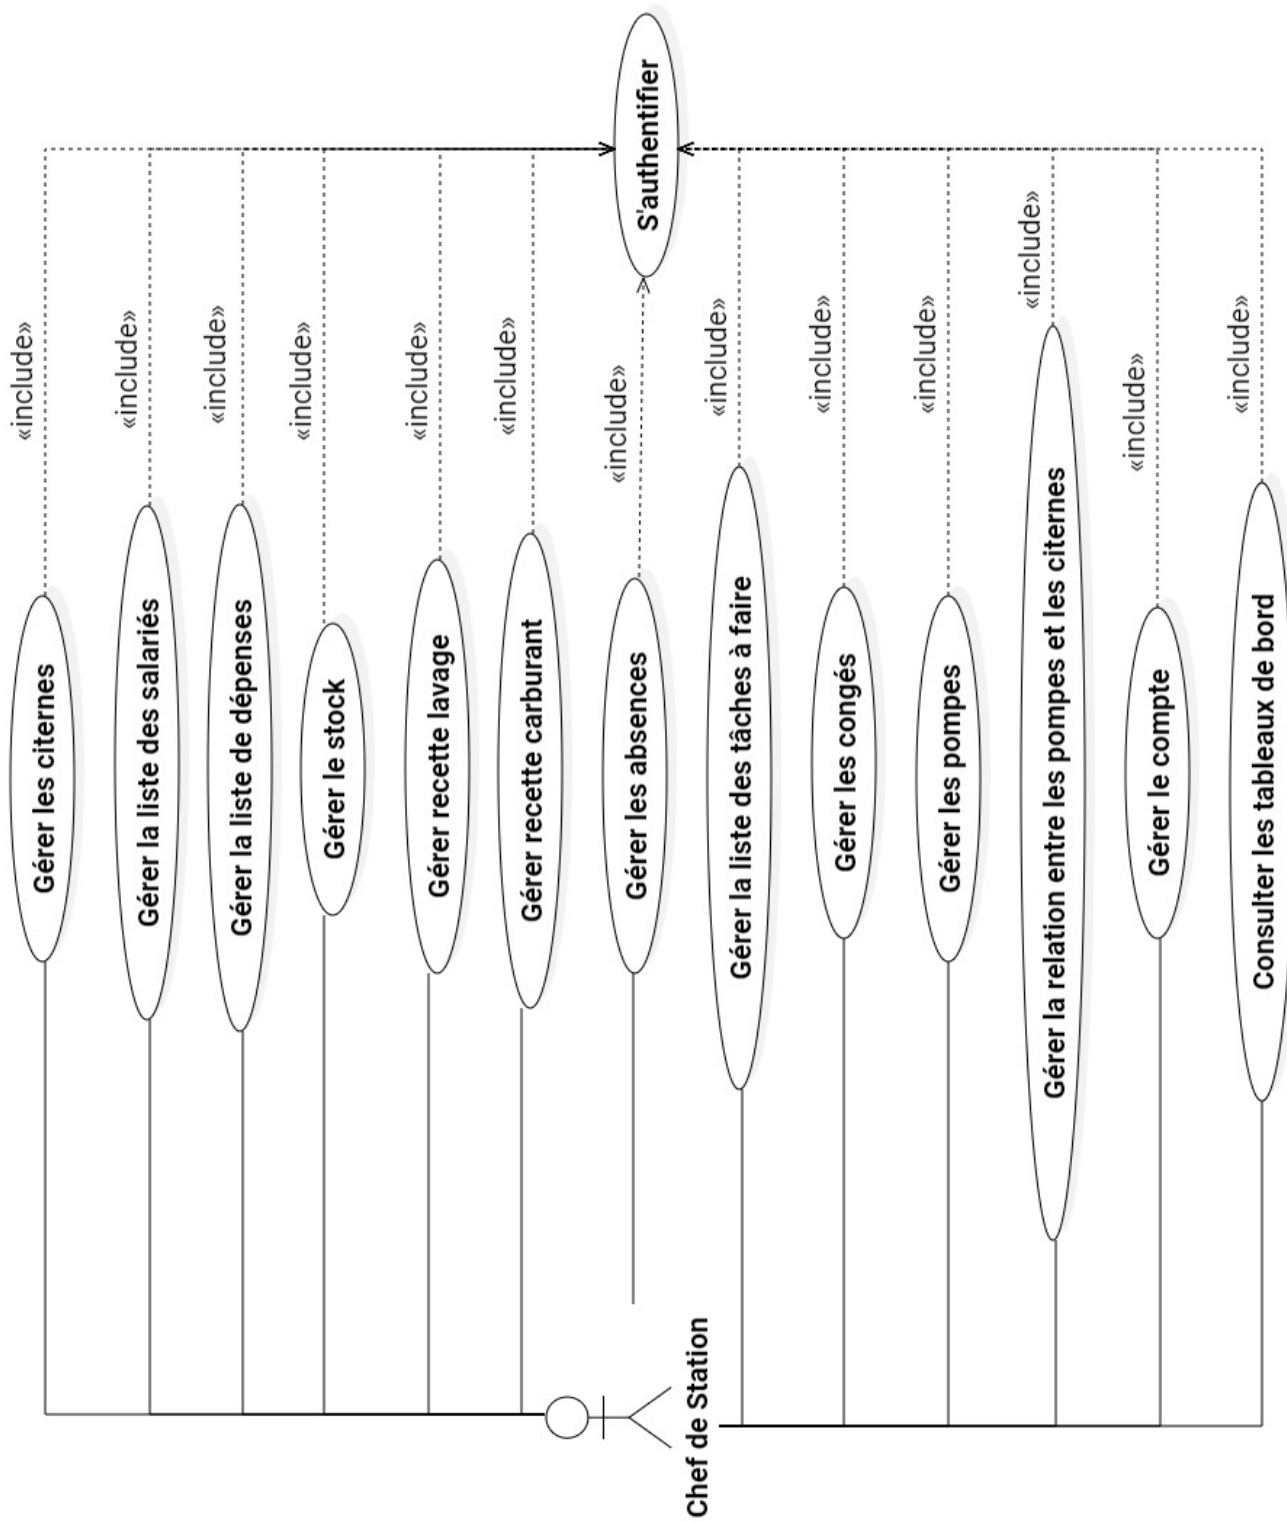 «include»
Gérer les citernes
«include»
Gérer la liste des salariés
«include»
Gérer la liste de dépenses
«include»
Gérer le stock
«include»
Gérer recette lavage
«include»
Gérer recette carburant
«include»
Gérer les absences
S'authentifier
Chef de Station
«include»
Gérer la liste des tâches à faire
«include»
Gérer les congés
«include»
Gérer les pompes
«include»
Gérer la relation entre les pompes et les citernes
«include»
Gérer le compte
«include»
Consulter les tableaux de bord